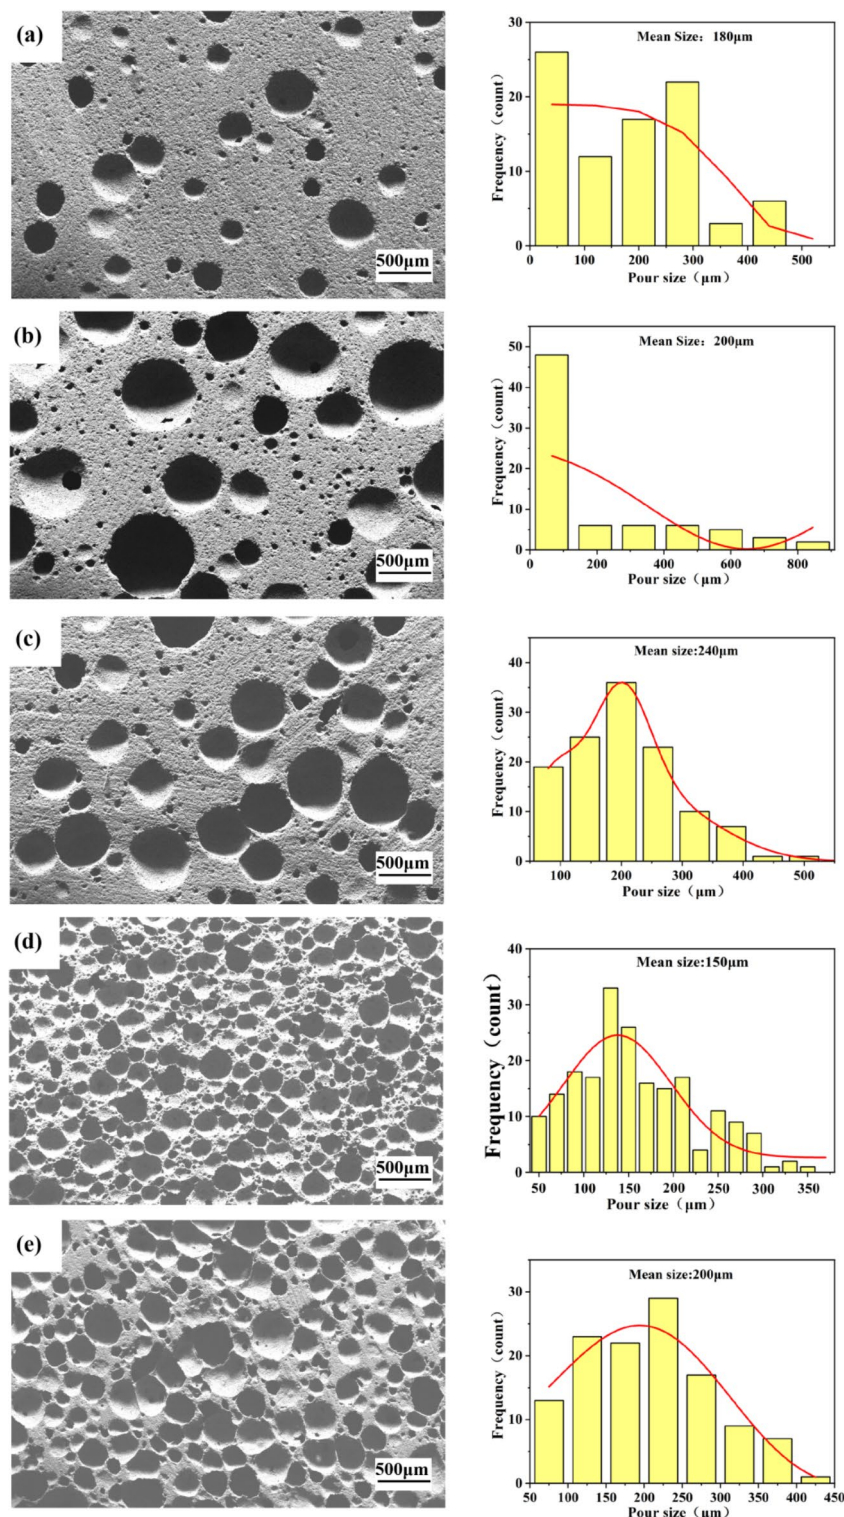 (a)
500μm
Mean Size: 180μm
Frequency (count)
30
20
10
0
0 100 200 300 400 500
Pour size (μm)
(b)
500μm
Mean Size: 200μm
Frequency (count)
50
40
30
20
10
0
0 200 400 600 800
Pour size (μm)
(c)
500μm
Mean size:240μm
Frequency (count)
40
30
20
10
0
100 200 300 400 500
Pour size (μm)
(d)
500μm
Mean size:150μm
Frequency (count)
40
30
20
10
0
50 100 150 200 250 300 350
Pour size (μm)
(e)
500μm
Mean size:200μm
Frequency (count)
30
20
10
0
50 100 150 200 250 300 350 400 450
Pour size (μm)